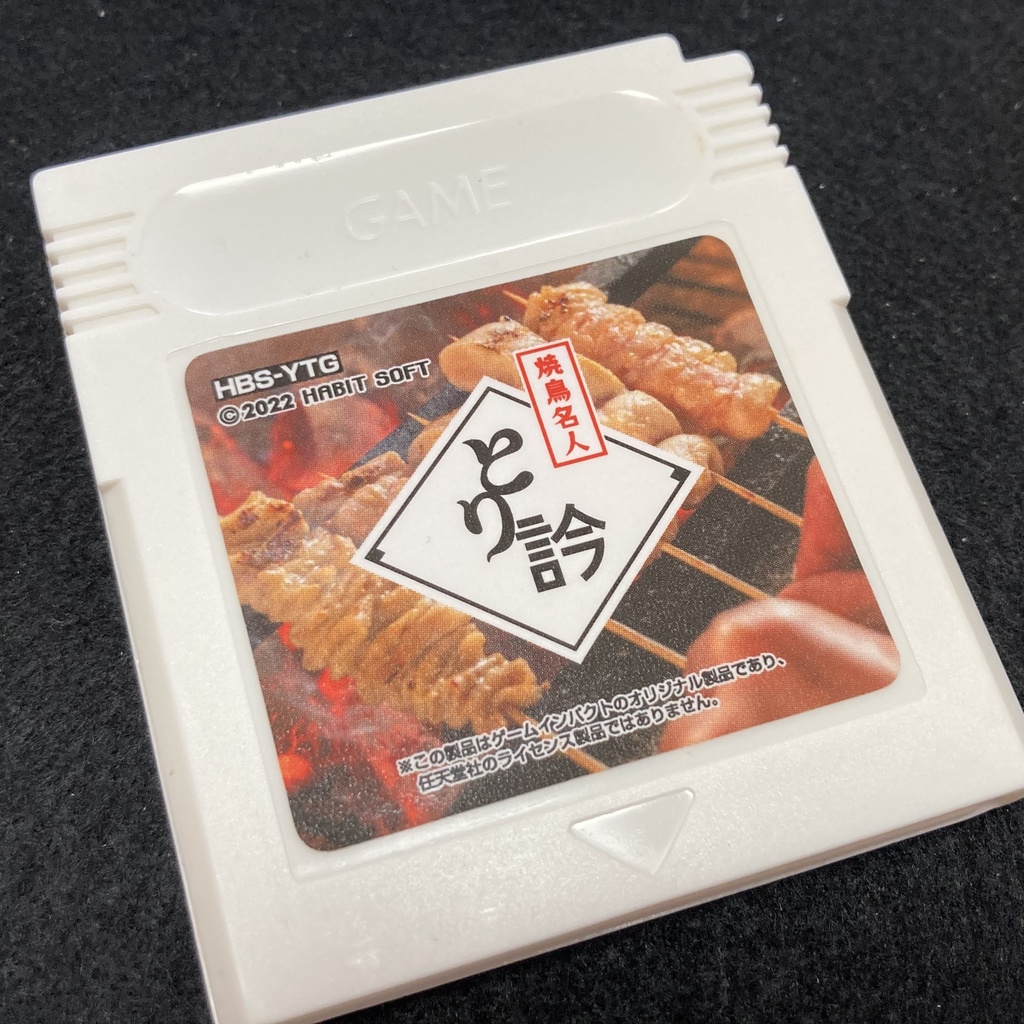 GAME
HBS-YTG
©2022 HABIT SOFT
焼鳥名人
とり
訡
※この製品はゲームインパクトのオリジナル製品であり、
任天堂社のライセンス製品ではありません。